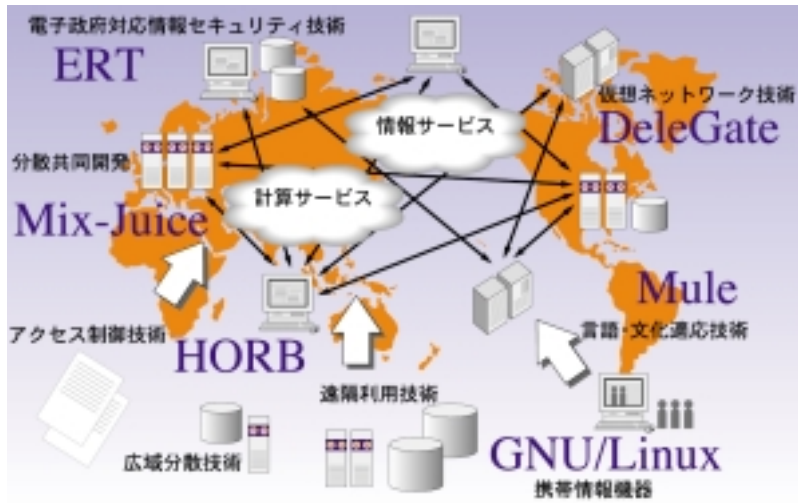 電子政府対応情報セキュリティ技術
ERT
仮想ネットワーク技術
DeleGate
情報サービス
分散共同開発
Mix-Juice
計算サービス
Mule
言語・文化適応技術
アクセス制御技術
HORB
遠隔利用技術
広域分散技術
GNU/Linux
携帯情報機器